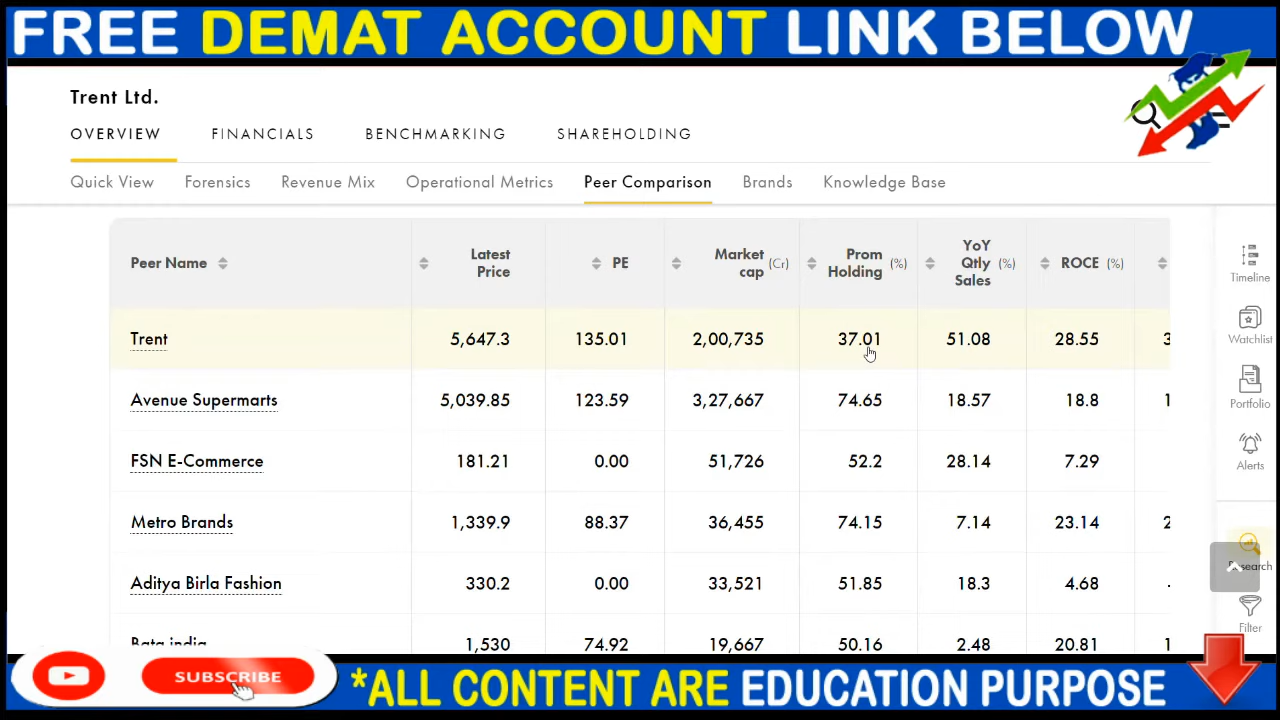 FREE DEMAT ACCOUNT LINK BELOW
Trent Ltd.
OVERVIEW FINANCIALS BENCHMARKING SHAREHOLDING
Quick View Forensics Revenue Mix Operational Metrics Peer Comparison Brands Knowledge Base
Peer Name Latest Price PE Market cap (Cr) Prom Holding (%) YoY Qtly Sales (%) ROCE (%)
Trent 5,647.3 135.01 2,00,735 37.01 51.08 28.55 3
Avenue Supermarts 5,039.85 123.59 3,27,667 74.65 18.57 18.8 1
FSN E-Commerce 181.21 0.00 51,726 52.2 28.14 7.29
Metro Brands 1,339.9 88.37 36,455 74.15 7.14 23.14 2
Aditya Birla Fashion 330.2 0.00 33,521 51.85 18.3 4.68 -
Bata india 1,530 74.92 19,667 50.16 2.48 20.81 1
Timeline
Watchlist
Portfolio
Alerts
Research
Filter
SUBSCRIBE
*ALL CONTENT ARE EDUCATION PURPOSE